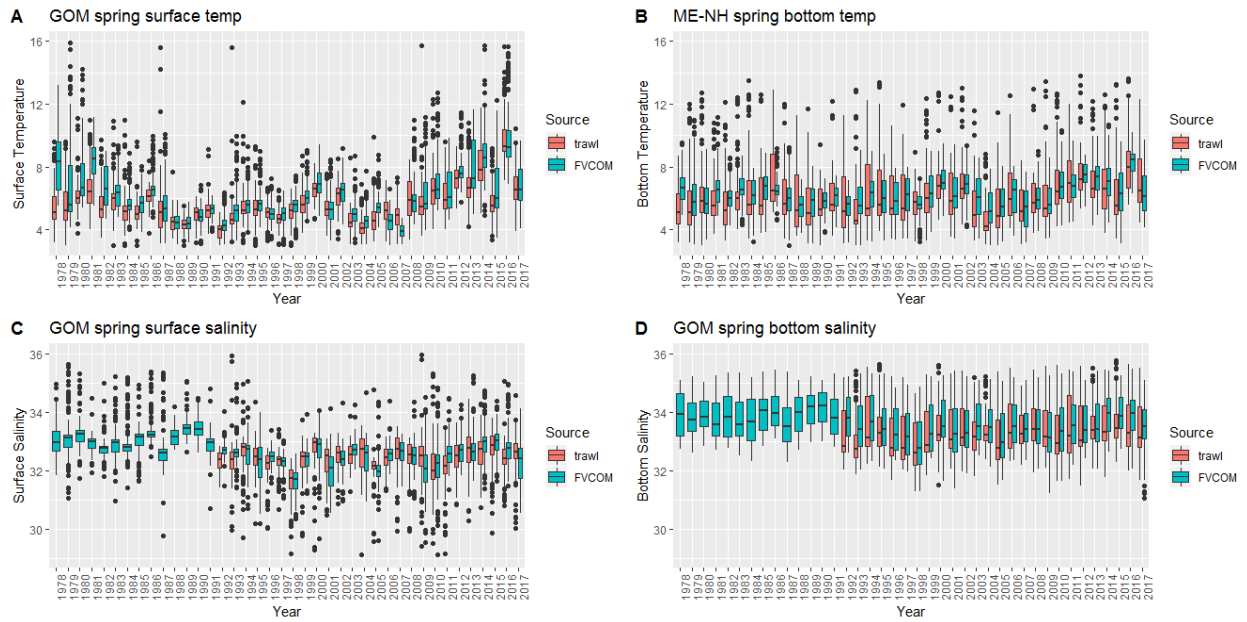 A GOM spring surface temp
16
12
8
4
Surface Temperature
1978 1979 1980 1981 1982 1983 1984 1985 1986 1987 1988 1989 1990 1991 1992 1993 1994 1995 1996 1997 1998 1999 2000 2001 2002 2003 2004 2005 2006 2007 2008 2009 2010 2011 2012 2013 2014 2015 2016 2017
Year
Source
trawl
FVCOM
B ME-NH spring bottom temp
16
12
8
4
Bottom Temperature
1978 1979 1980 1981 1982 1983 1984 1985 1986 1987 1988 1989 1990 1991 1992 1993 1994 1995 1996 1997 1998 1999 2000 2001 2002 2003 2004 2005 2006 2007 2008 2009 2010 2011 2012 2013 2014 2015 2016 2017
Year
Source
trawl
FVCOM
C GOM spring surface salinity
36
34
32
30
Surface Salinity
1978 1979 1980 1981 1982 1983 1984 1985 1986 1987 1988 1989 1990 1991 1992 1993 1994 1995 1996 1997 1998 1999 2000 2001 2002 2003 2004 2005 2006 2007 2008 2009 2010 2011 2012 2013 2014 2015 2016 2017
Year
Source
trawl
FVCOM
D GOM spring bottom salinity
36
34
32
30
Bottom Salinity
1978 1979 1980 1981 1982 1983 1984 1985 1986 1987 1988 1989 1990 1991 1992 1993 1994 1995 1996 1997 1998 1999 2000 2001 2002 2003 2004 2005 2006 2007 2008 2009 2010 2011 2012 2013 2014 2015 2016 2017
Year
Source
trawl
FVCOM